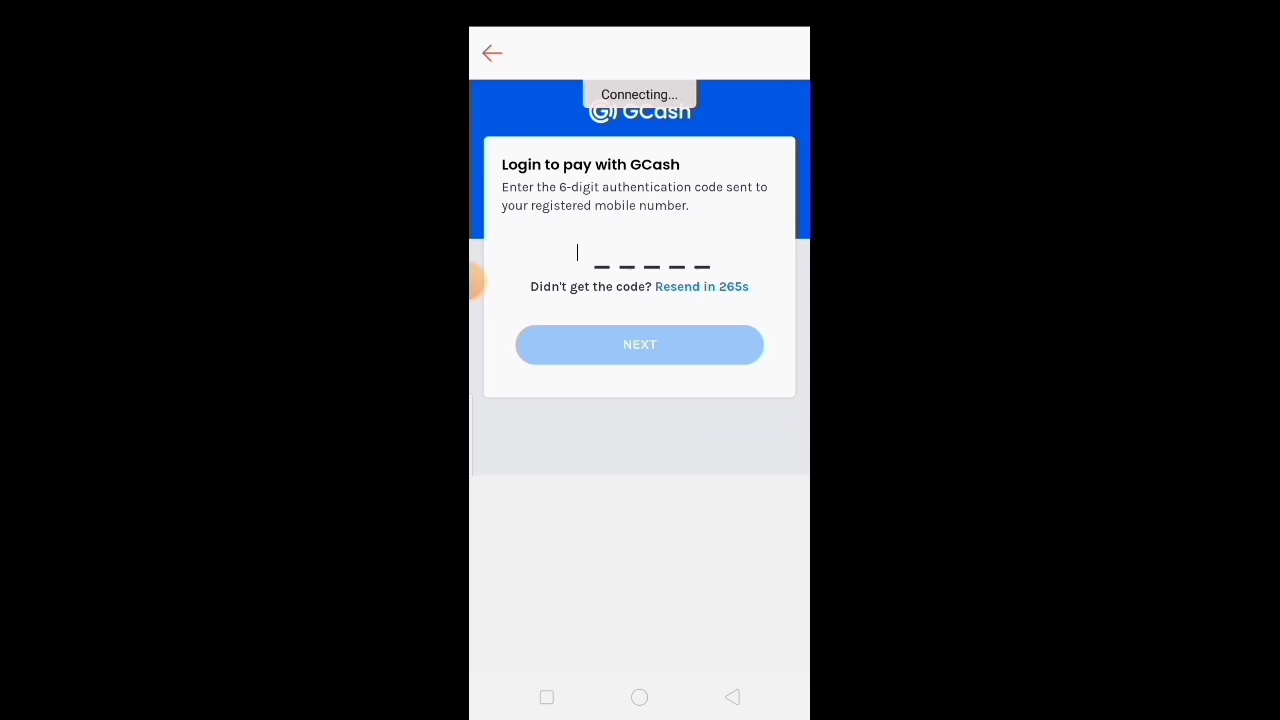 Connecting...
GCash
Login to pay with GCash
Enter the 6-digit authentication code sent to
your registered mobile number.
Didn't get the code? Resend in 265s
NEXT